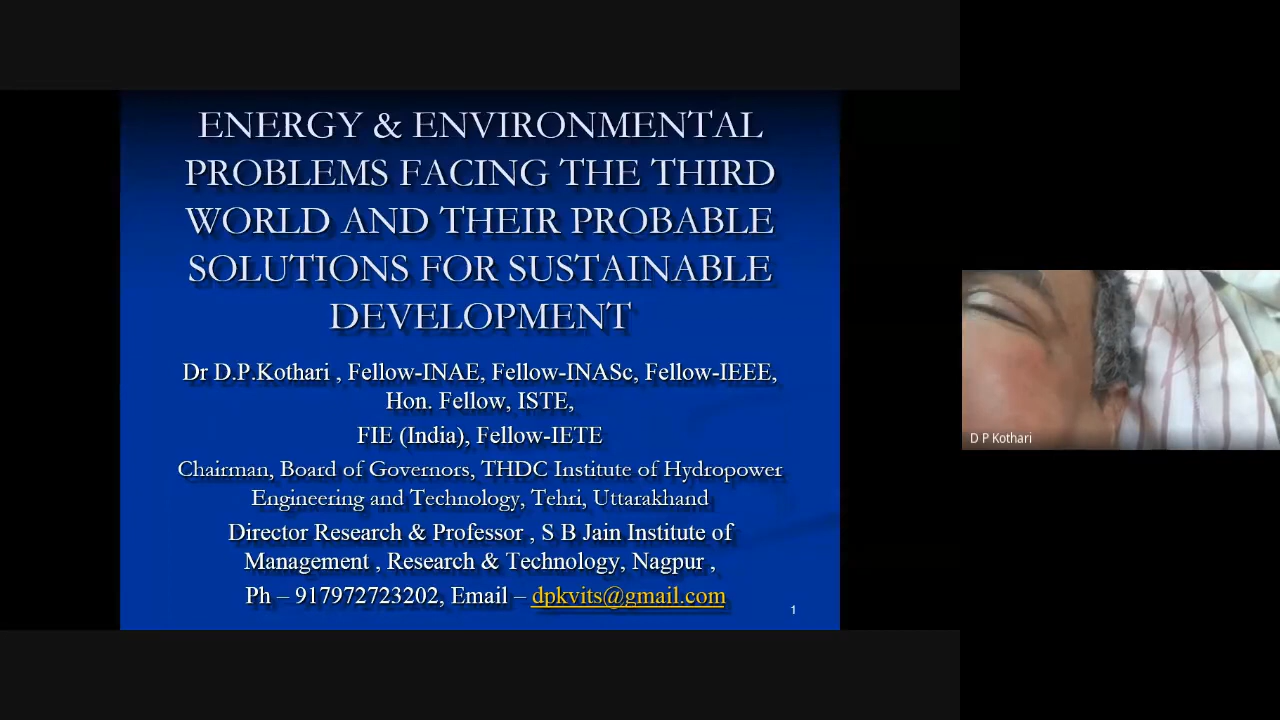 ENERGY & ENVIRONMENTAL
PROBLEMS FACING THE THIRD
WORLD AND THEIR PROBABLE
SOLUTIONS FOR SUSTAINABLE
DEVELOPMENT
Dr D.P.Kothari , Fellow-INAE, Fellow-INASc, Fellow-IEEE,
Hon. Fellow, ISTE,
FIE (India), Fellow-IETE
Chairman, Board of Governors, THDC Institute of Hydropower
Engineering and Technology, Tehri, Uttarakhand
Director Research & Professor , S B Jain Institute of
Management , Research & Technology, Nagpur ,
Ph – 917972723202, Email – dpkvits@gmail.com
1
D P Kothari